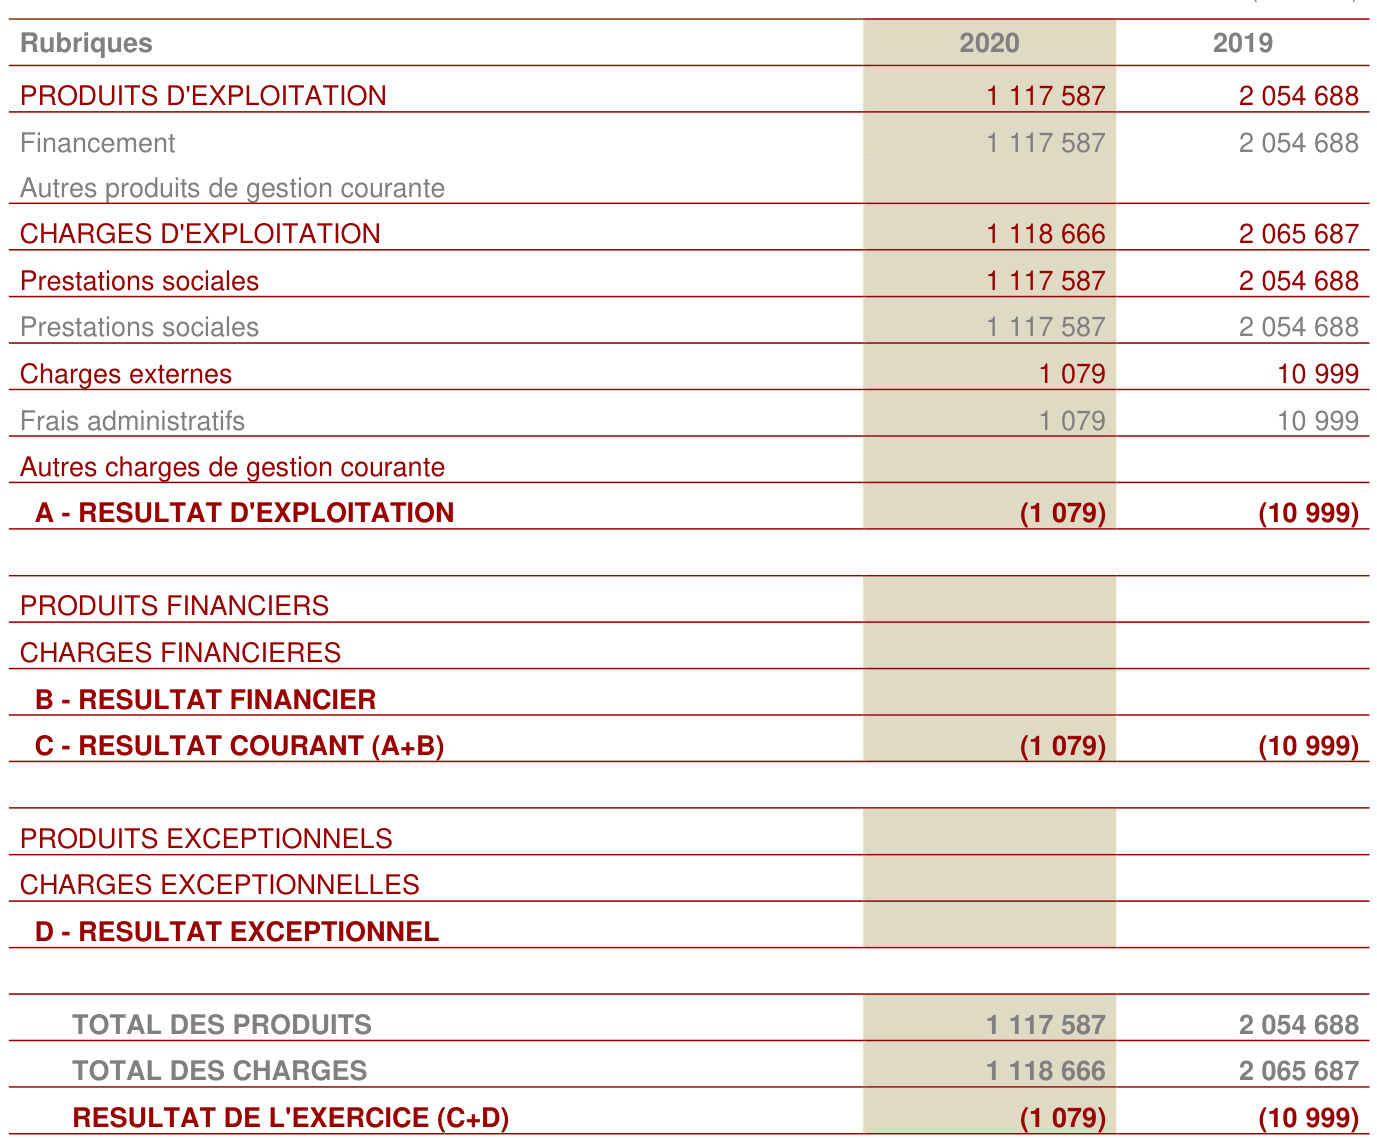 Rubriques 2020 2019
PRODUITS D'EXPLOITATION 1 117 587 2 054 688
Financement 1 117 587 2 054 688
Autres produits de gestion courante
CHARGES D'EXPLOITATION 1 118 666 2 065 687
Prestations sociales 1 117 587 2 054 688
Prestations sociales 1 117 587 2 054 688
Charges externes 1 079 10 999
Frais administratifs 1 079 10 999
Autres charges de gestion courante
A - RESULTAT D'EXPLOITATION (1 079) (10 999)
PRODUITS FINANCIERS
CHARGES FINANCIERES
B - RESULTAT FINANCIER
C - RESULTAT COURANT (A+B) (1 079) (10 999)
PRODUITS EXCEPTIONNELS
CHARGES EXCEPTIONNELLES
D - RESULTAT EXCEPTIONNEL
TOTAL DES PRODUITS 1 117 587 2 054 688
TOTAL DES CHARGES 1 118 666 2 065 687
RESULTAT DE L'EXERCICE (C+D) (1 079) (10 999)